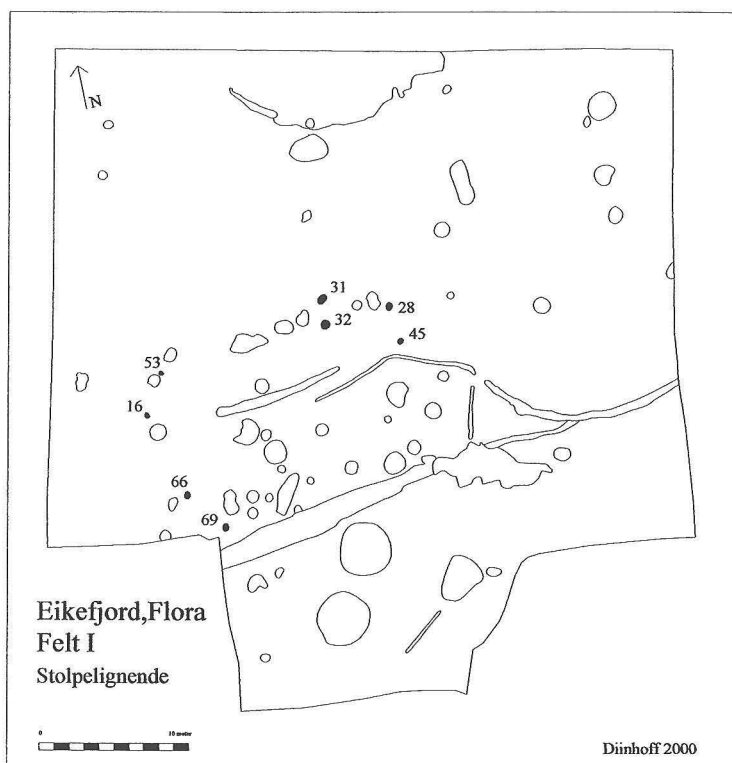 N
31
28
32
45
53
16
66
69
Eikefjord,Flora
Felt I
Stolpelignende
0 10 meter
Diinhoff 2000